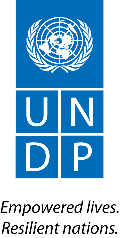 U N
D P
Empowered lives.
Resilient nations.